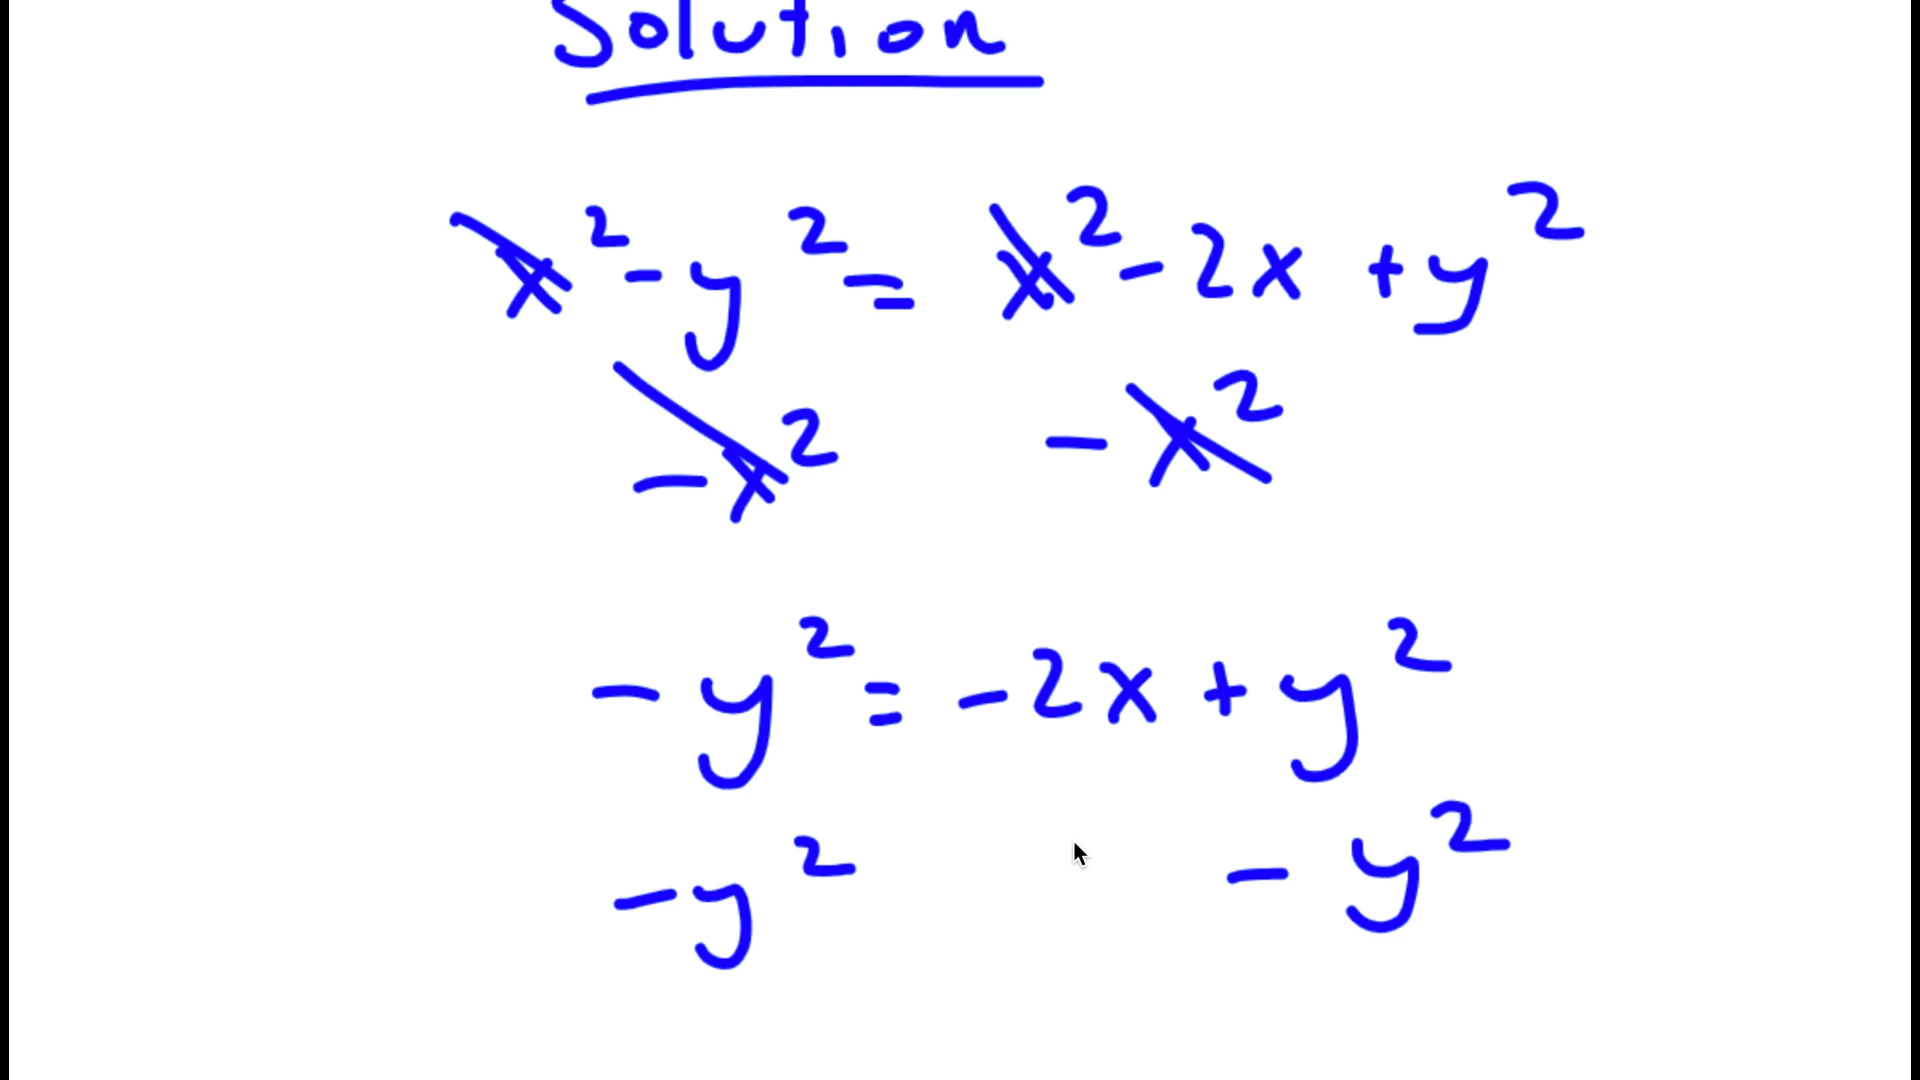 Solution
x² - y² = x² - 2x + y²
- x² - x²
- y² = - 2x + y²
- y² - y²